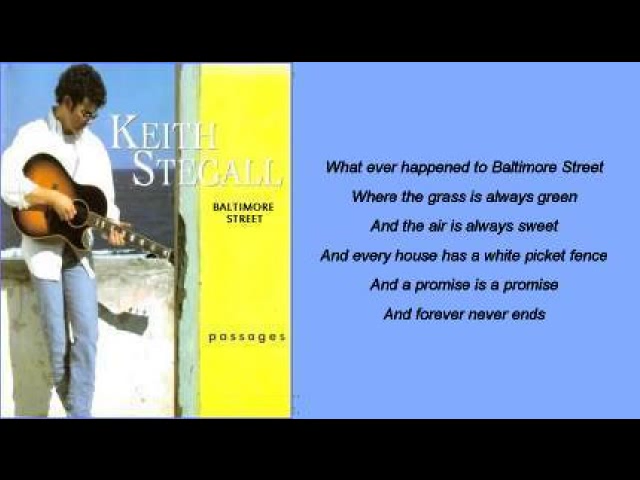 KEITH
STEGALL
BALTIMORE
STREET
passages
What ever happened to Baltimore Street
Where the grass is always green
And the air is always sweet
And every house has a white picket fence
And a promise is a promise
And forever never ends